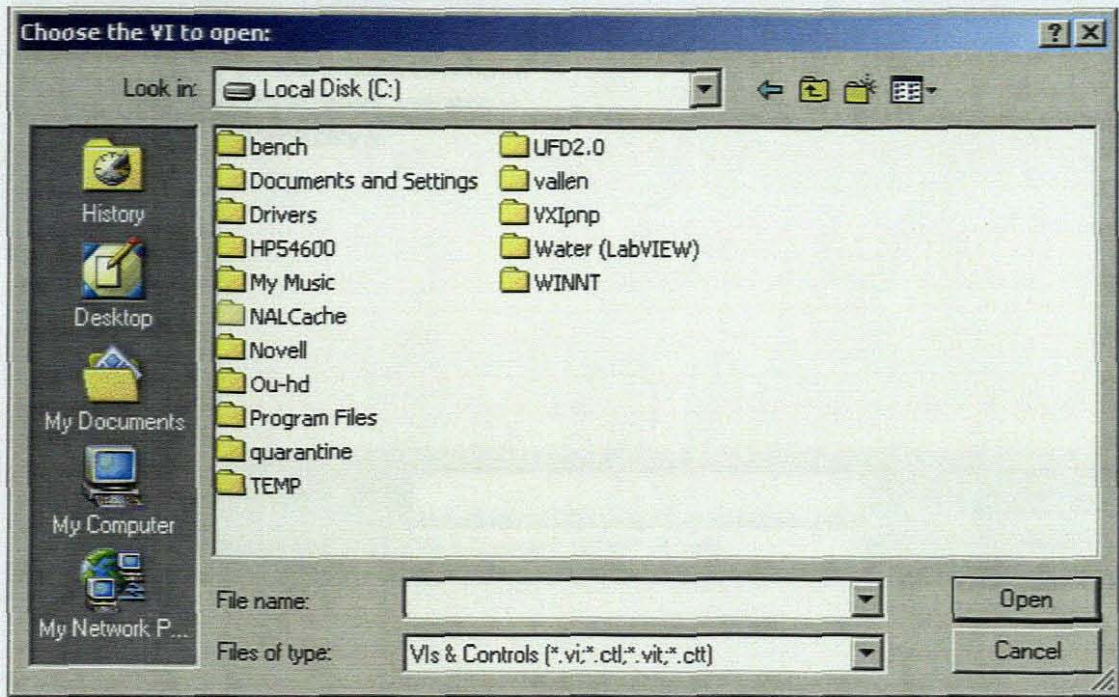 Choose the VI to open:
Look in: Local Disk (C:)
History
Desktop
My Documents
My Computer
My Network P...
bench
Documents and Settings
Drivers
HP54600
My Music
NALCache
Novell
Ou-hd
Program Files
quarantine
TEMP
UFD2.0
vallen
VXIpnp
Water (LabVIEW)
WINNT
File name:
Open
Files of type: VIs & Controls (*.vi;*.ctl;*.vit;*.ctt)
Cancel